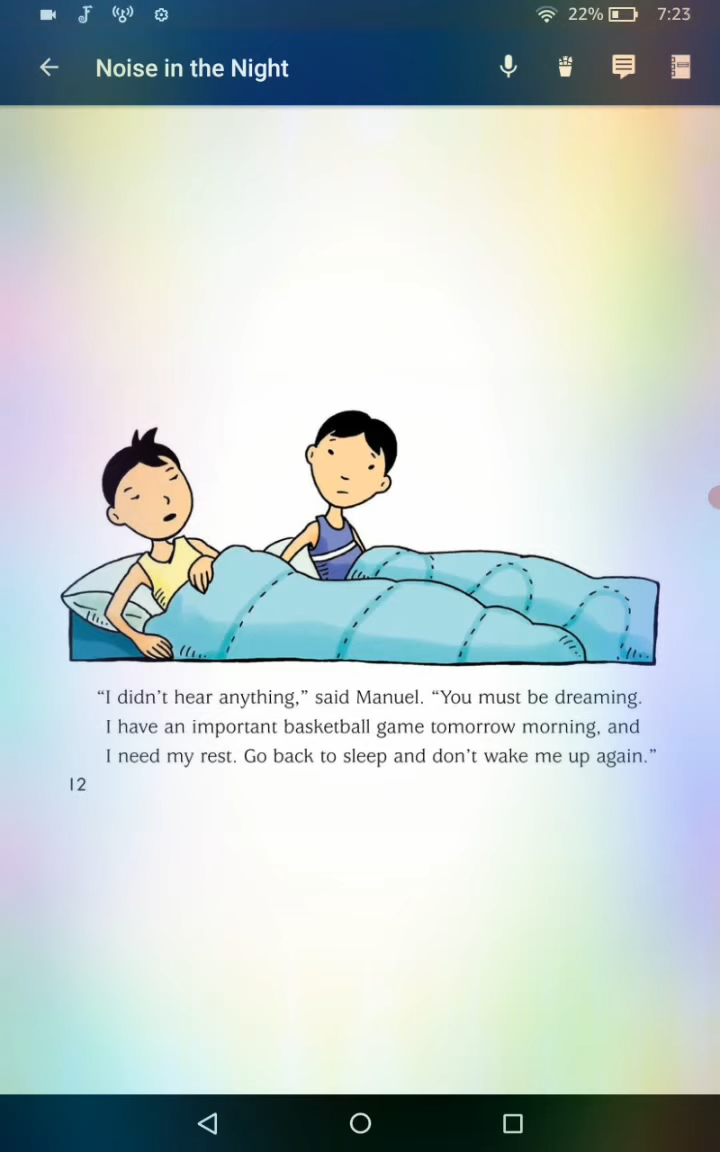 22% 7:23
Noise in the Night
“I didn’t hear anything,” said Manuel. “You must be dreaming.
I have an important basketball game tomorrow morning, and
I need my rest. Go back to sleep and don’t wake me up again.”
12